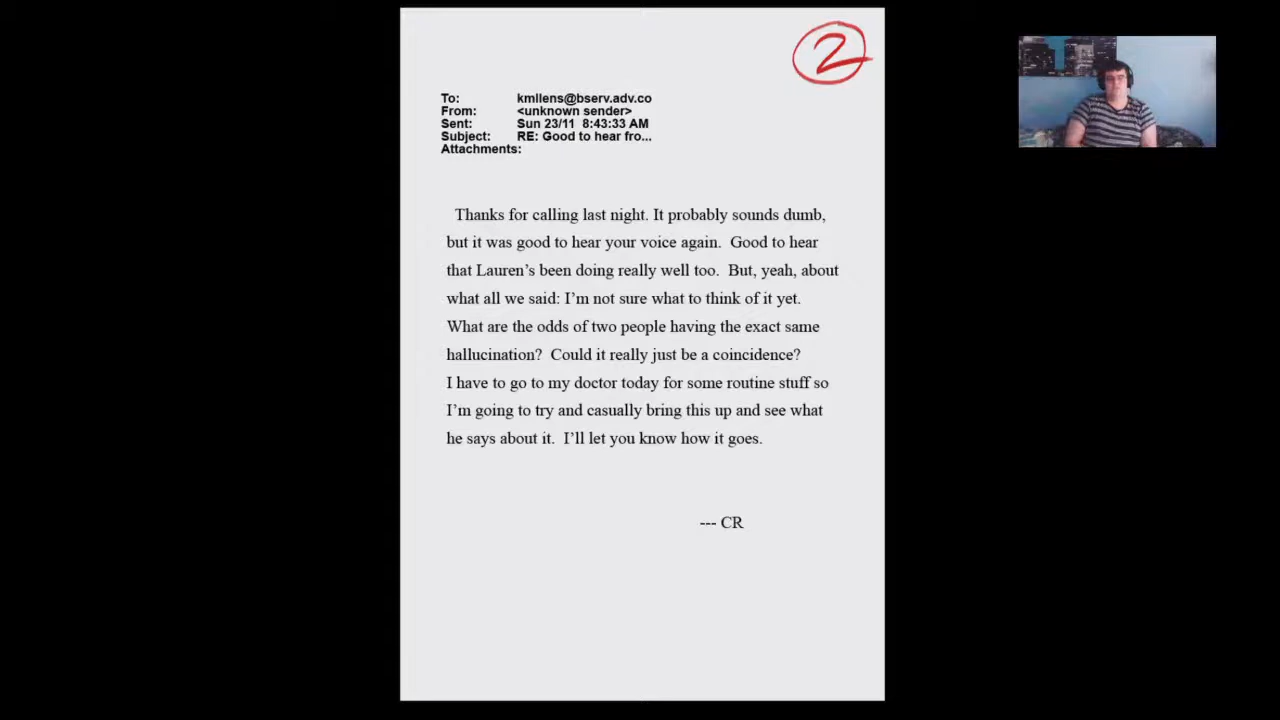 2
To: kmllens@bserv.adv.co
From: <unknown sender>
Sent: Sun 23/11 8:43:33 AM
Subject: RE: Good to hear fro...
Attachments:
Thanks for calling last night. It probably sounds dumb,
but it was good to hear your voice again. Good to hear
that Lauren’s been doing really well too. But, yeah, about
what all we said: I’m not sure what to think of it yet.
What are the odds of two people having the exact same
hallucination? Could it really just be a coincidence?
I have to go to my doctor today for some routine stuff so
I’m going to try and casually bring this up and see what
he says about it. I’ll let you know how it goes.
--- CR